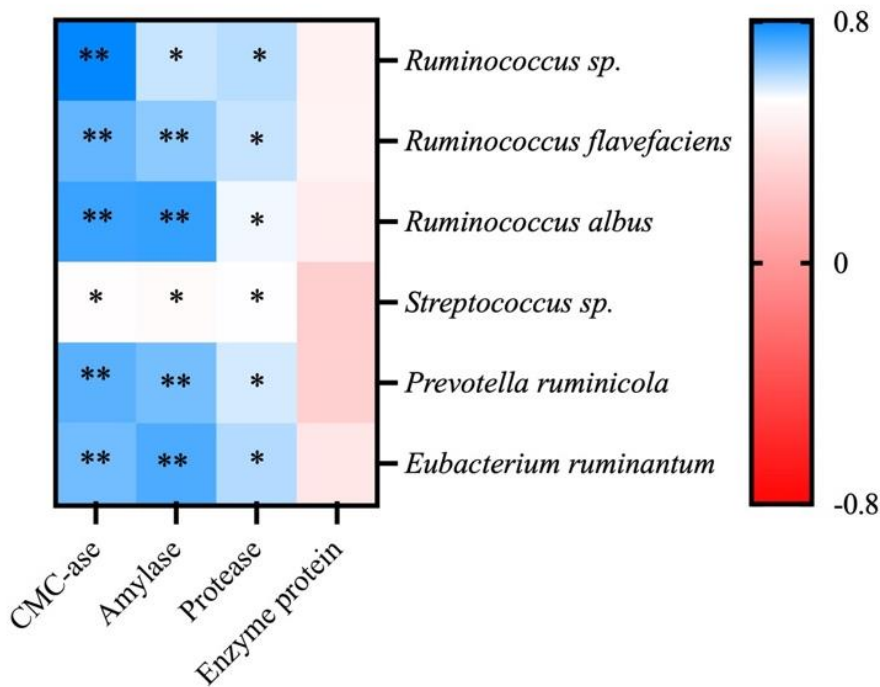 ** * * Ruminococcus sp.
** ** * Ruminococcus flavefaciens
** ** * Ruminococcus albus
* * * Streptococcus sp.
** ** * Prevotella ruminicola
** ** * Eubacterium ruminantum
CMC-ase
Amylase
Protease
Enzyme protein
0.8
0
-0.8